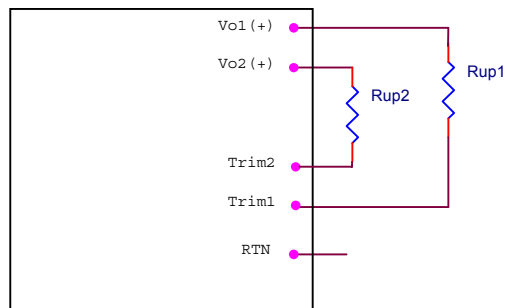 Vo1(+)
Vo2(+)
Rup2
Rup1
Trim2
Trim1
RTN